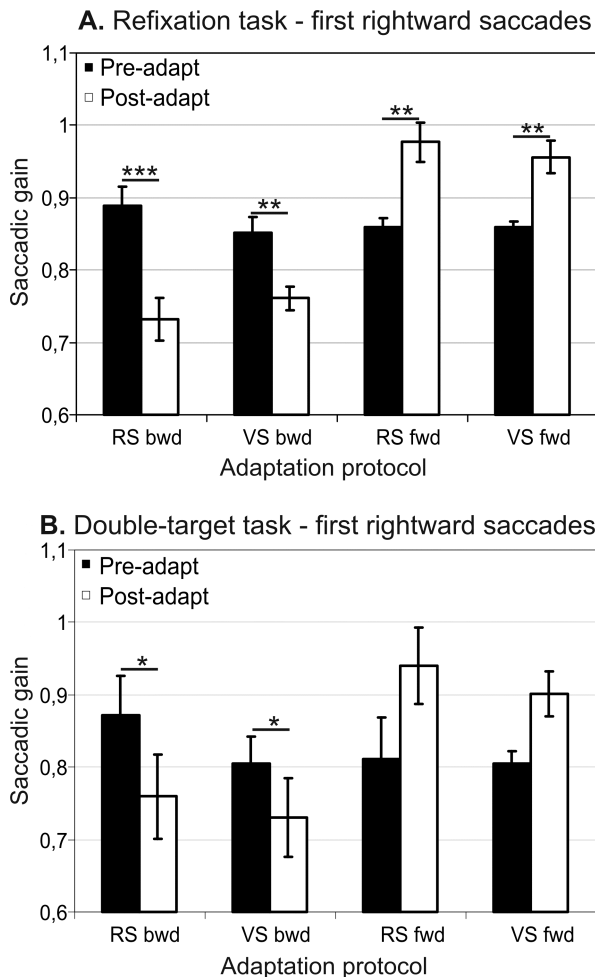 A. Refixation task - first rightward saccades
1,1
Pre-adapt
Post-adapt
1
**
**
***
0,9
**
0,8
0,7
0,6
Saccadic gain
RS bwd VS bwd RS fwd VS fwd
Adaptation protocol
B. Double-target task - first rightward saccades
1,1
Pre-adapt
Post-adapt
1
*
0,9
*
0,8
0,7
0,6
Saccadic gain
RS bwd VS bwd RS fwd VS fwd
Adaptation protocol